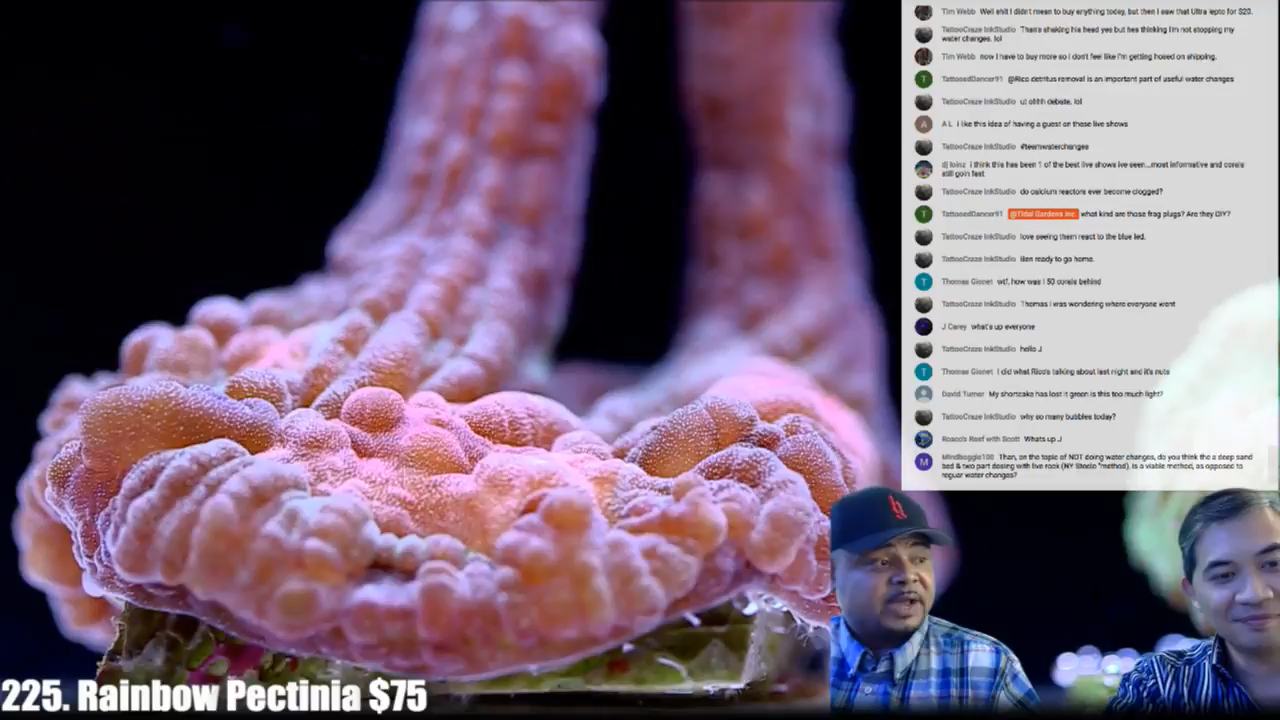 Tim Webb Well shit I didn't mean to buy anything today, but then I saw that Ultra lepto for $20.
TattooCraze InkStudio Than's shaking his head yes but hes thinking I'm not stopping my
water changes. lol
Tim Webb now I have to buy more so I don't feel like I'm getting hosed on shipping.
T TattooedDancer91 @Rico detritus removal is an important part of useful water changes
TattooCraze InkStudio ut ohhh debate. lol
A A L i like this idea of having a guest on those live shows
TattooCraze InkStudio #teamwaterchanges
dj loinz i think this has been 1 of the best live shows ive seen...most informative and corals
still goin fast
TattooCraze InkStudio do calcium reactors ever become clogged?
T TattooedDancer91 @Tidal Gardens Inc. what kind are those frag plugs? Are they DIY?
TattooCraze InkStudio love seeing them react to the blue led.
TattooCraze InkStudio ready to go home.
T Thomas wtf, how was I 50 corals behind
TattooCraze InkStudio Thomas I was wondering where everyone went
J Carey what's up everyone
TattooCraze InkStudio hello J
T Thomas I did what Rico's talking about last night and it's nuts
David Turner My shortcake has lost it green is this too much light?
TattooCraze InkStudio why so many bubbles today?
Rosco's Reef with Scott Whats up J
M Mindboggle100 Than, on the topic of NOT doing water changes, do you think the a deep sand
bed & two part dosing with live rock (NY Steelo "method), is a viable method, as opposed to
reguar water changes?
225. Rainbow Pectinia $75